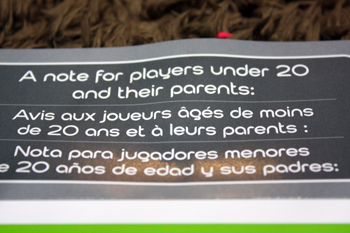 A note for players under 20
and their parents:
Avis aux joueurs âgés de moins
de 20 ans et à leurs parents :
Nota para jugadores menores
e 20 años de edad y sus padres: